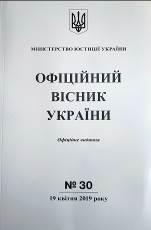 МІНІСТЕРСТВО ЮСТИЦІЇ УКРАЇНИ
ОФІЦІЙНИЙ
ВІСНИК
УКРАЇНИ
Офіційне видання
№ 30
19 квітня 2019 року